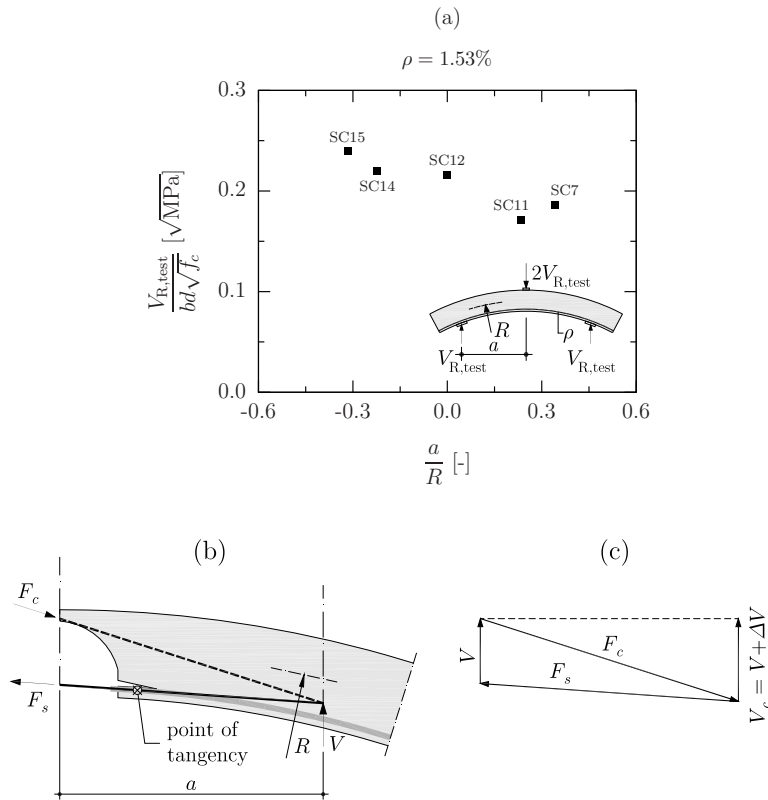 (a)
ρ = 1.53%
0.3
0.2
0.1
0.0
V_R,test / bd√f_c [√MPa]
SC15
SC14
SC12
SC11
SC7
2V_R,test
R
ρ
a
V_R,test
V_R,test
-0.6
-0.3
0.0
0.3
0.6
a/R [-]
(b)
F_c
F_s
point of
tangency
R
V
a
(c)
V
F_c
F_s
V_c = V+ΔV